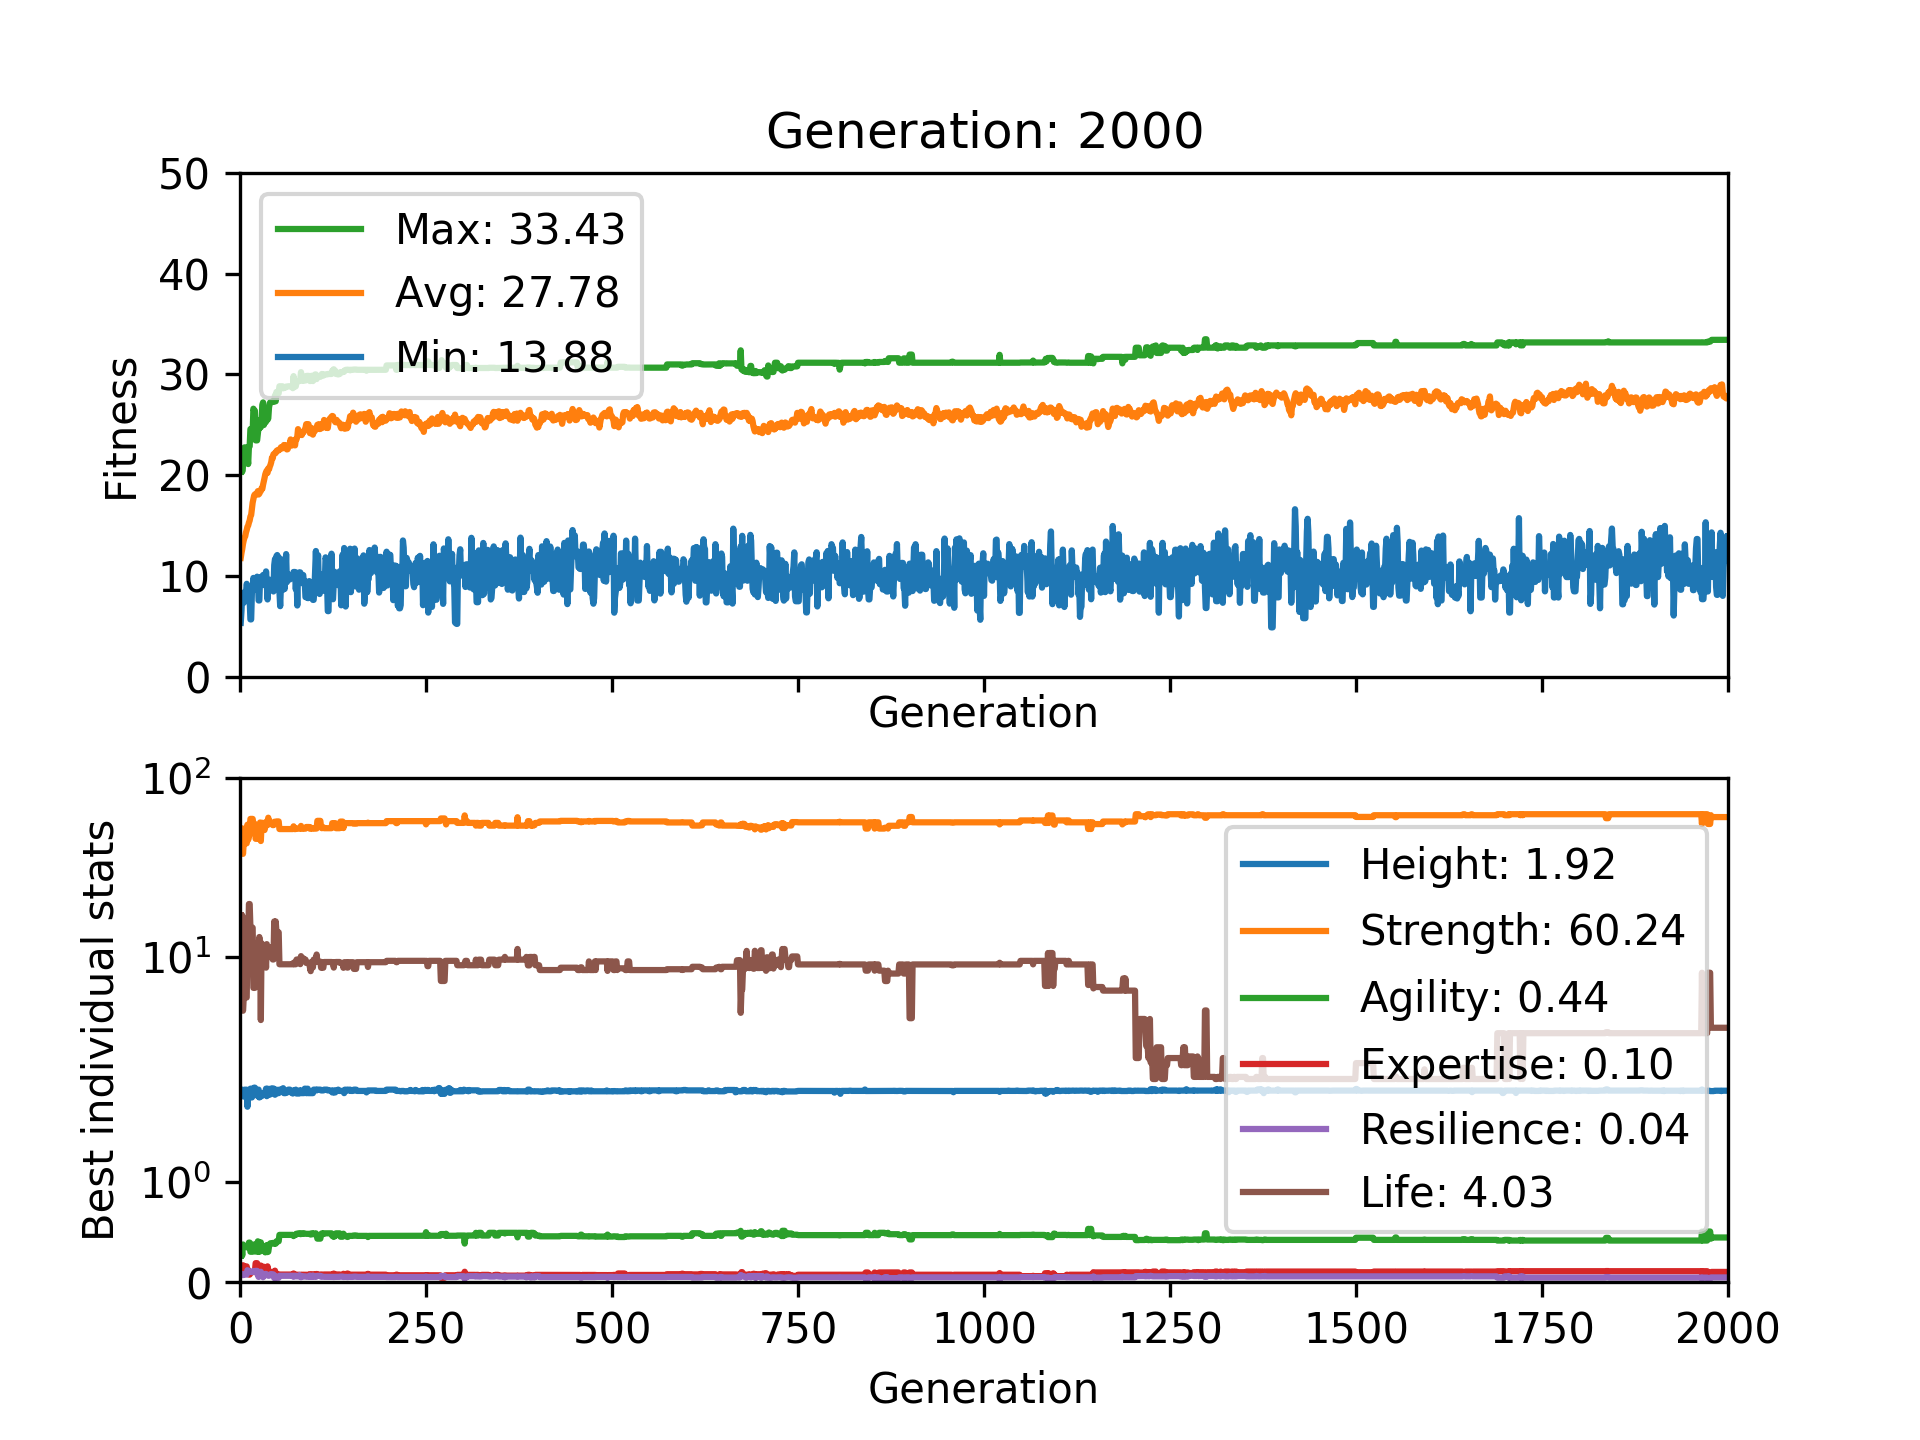 Generation: 2000
50
40
30
20
10
0
Fitness
Max: 33.43
Avg: 27.78
Min: 13.88
Generation
10²
10¹
10⁰
0
Best individual stats
Height: 1.92
Strength: 60.24
Agility: 0.44
Expertise: 0.10
Resilience: 0.04
Life: 4.03
0 250 500 750 1000 1250 1500 1750 2000
Generation